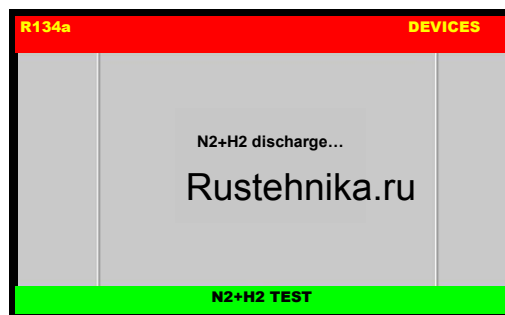 R134a DEVICES
N2+H2 discharge…
Rustehnika.ru
N2+H2 TEST